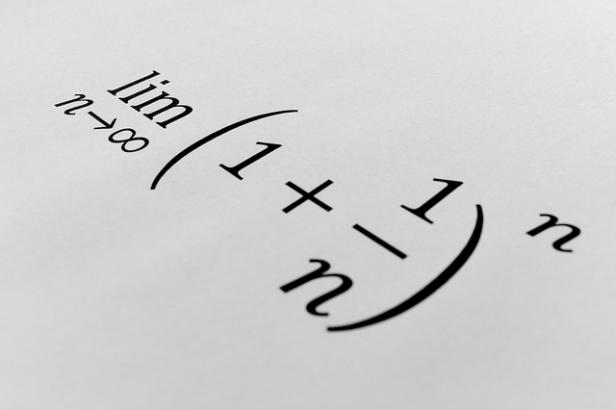 lim n→∞ (1 + 1/n)^n